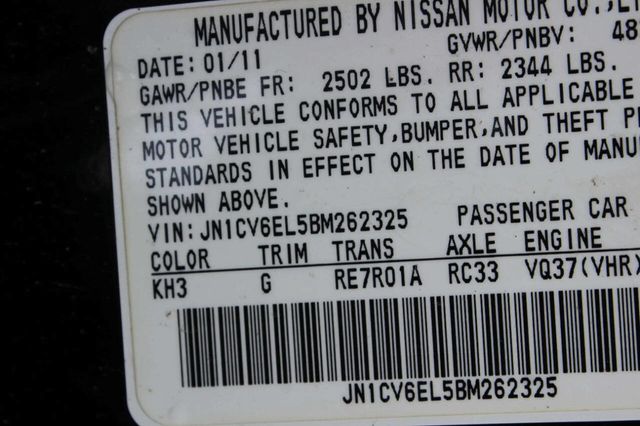 MANUFACTURED BY NISSAN MOTOR CO.,
GVWR/PNBV: 48
DATE: 01/11
GAWR/PNBE FR: 2502 LBS. RR: 2344 LBS.
THIS VEHICLE CONFORMS TO ALL APPLICABLE
MOTOR VEHICLE SAFETY,BUMPER,AND THEFT
STANDARDS IN EFFECT ON THE DATE OF MANU
SHOWN ABOVE.
VIN:JN1CV6EL5BM262325 PASSENGER CAR
COLOR TRIM TRANS AXLE ENGINE
KH3 G RE7R01A RC33 VQ37(VHR)
JN1CV6EL5BM262325